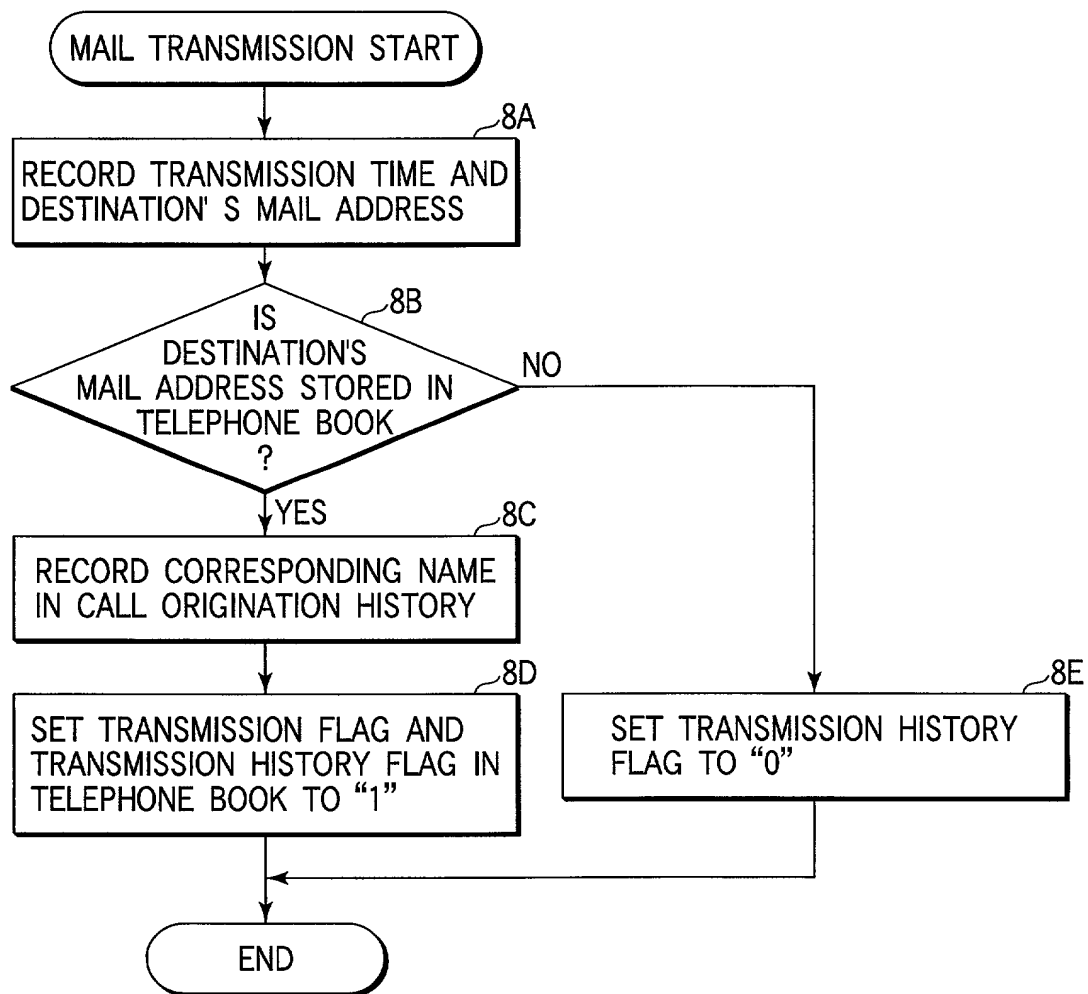 MAIL TRANSMISSION START
8A
RECORD TRANSMISSION TIME AND
DESTINATION' S MAIL ADDRESS
8B
IS
DESTINATION'S
MAIL ADDRESS STORED IN
TELEPHONE BOOK
?
NO
YES
8C
RECORD CORRESPONDING NAME
IN CALL ORIGINATION HISTORY
8D
SET TRANSMISSION FLAG AND
TRANSMISSION HISTORY FLAG IN
TELEPHONE BOOK TO “1”
8E
SET TRANSMISSION HISTORY
FLAG TO “0”
END